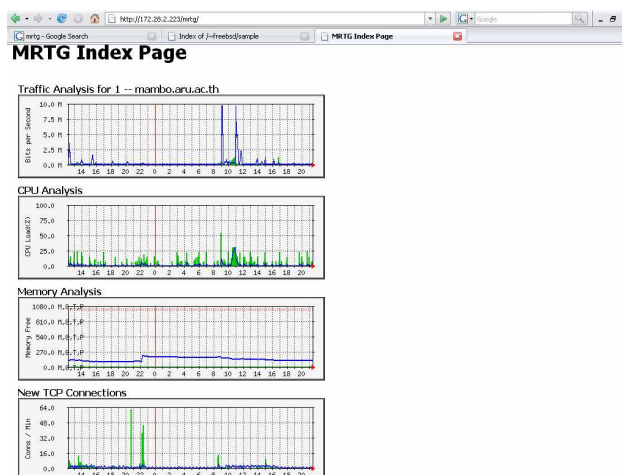 http://172.28.2.223/mrtg/
Google
mrtg - Google Search
Index of /~freebsd/sample
MRTG Index Page
MRTG Index Page
Traffic Analysis for 1 -- mambo.aru.ac.th
Bits per Second
10.0 M
7.5 M
5.0 M
2.5 M
0.0 M
14 16 18 20 22 0 2 4 6 8 10 12 14 16 18 20
CPU Analysis
CPU Load(%)
100.0
75.0
50.0
25.0
0.0
14 16 18 20 22 0 2 4 6 8 10 12 14 16 18 20
Memory Analysis
Memory Free
1080.0 M,G,T,P
810.0 M,G,T,P
540.0 M,G,T,P
270.0 M,G,T,P
0.0 M,G,T,P
14 16 18 20 22 0 2 4 6 8 10 12 14 16 18 20
New TCP Connections
Conns / Min
64.0
48.0
32.0
16.0
0.0
14 16 18 20 22 0 2 4 6 8 10 12 14 16 18 20